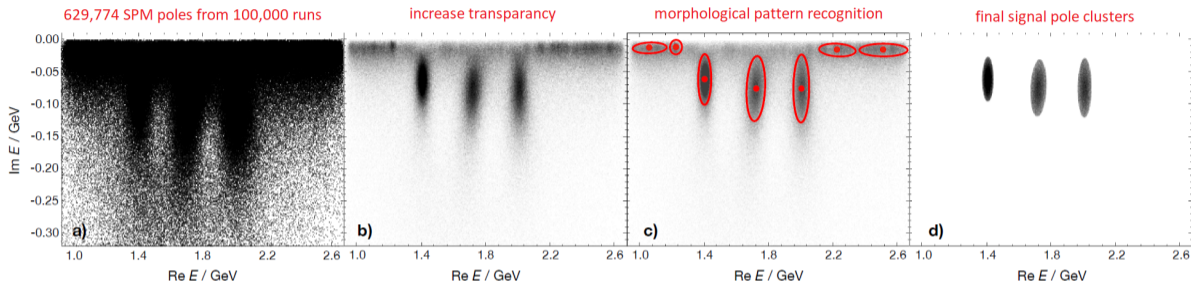 629,774 SPM poles from 100,000 runs
increase transparancy
morphological pattern recognition
final signal pole clusters
0.00
-0.05
-0.10
-0.15
-0.20
-0.25
-0.30
Im E / GeV
a)
b)
c)
d)
1.0 1.4 1.8 2.2 2.6
1.0 1.4 1.8 2.2 2.6
1.0 1.4 1.8 2.2 2.6
1.0 1.4 1.8 2.2 2.6
Re E / GeV
Re E / GeV
Re E / GeV
Re E / GeV